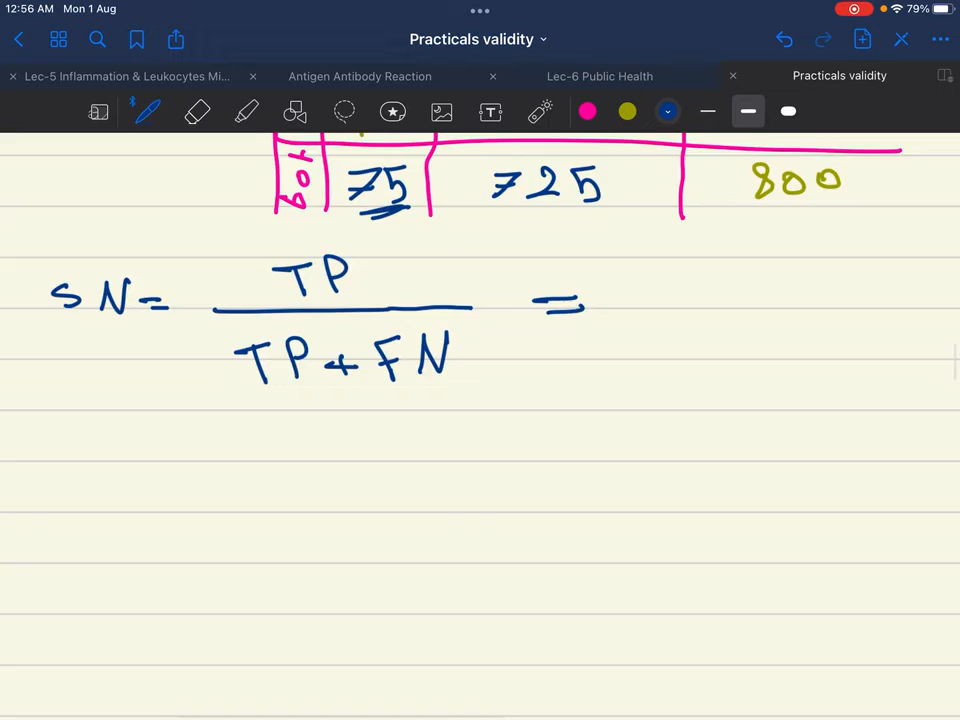 12:56 AM Mon 1 Aug 79%
Practicals validity
Lec-5 Inflammation & Leukocytes Mi... Antigen Antibody Reaction Lec-6 Public Health Practicals validity
75 725 800
SN = TP =
TP + FN